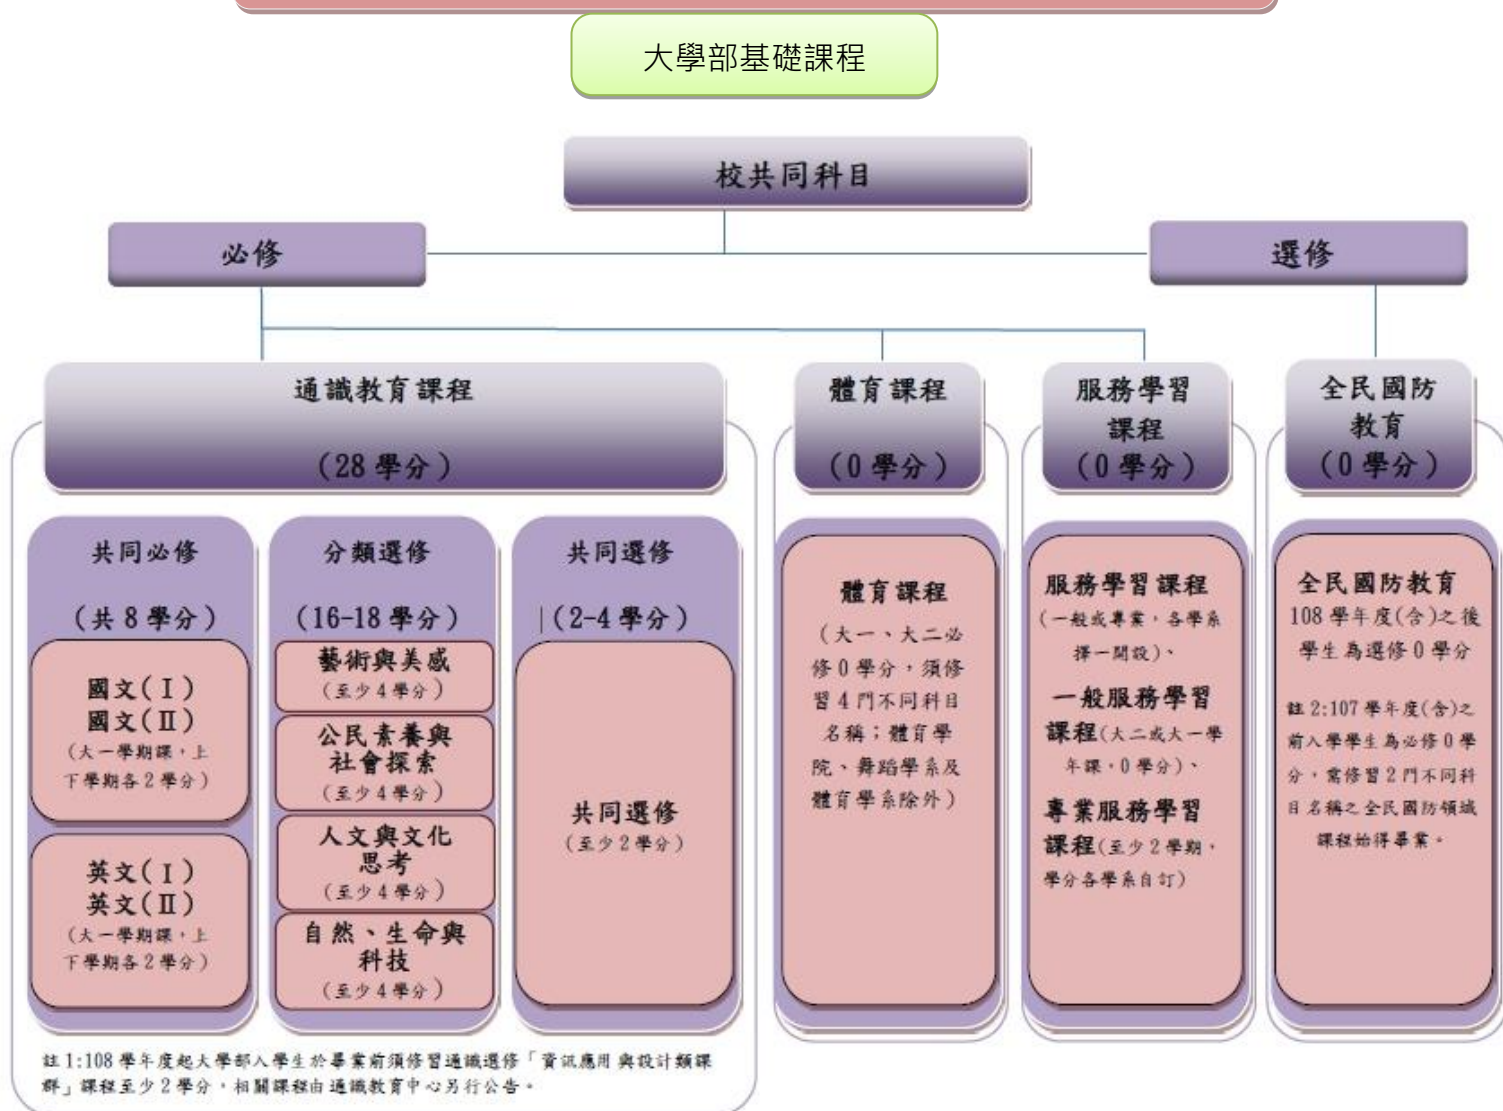 大學部基礎課程
校共同科目
必修
選修
通識教育課程
(28 學分)
共同必修
(共 8 學分)
國文(Ⅰ)
國文(Ⅱ)
(大一學期課，上
下學期各 2 學分)
英文(Ⅰ)
英文(Ⅱ)
(大一學期課，上
下學期各 2 學分)
分類選修
(16-18 學分)
藝術與美感
(至少 4 學分)
公民素養與
社會探索
(至少 4 學分)
人文與文化
思考
(至少 4 學分)
自然、生命與
科技
(至少 4 學分)
共同選修
(2-4 學分)
共同選修
(至少 2 學分)
註 1:108 學年度起大學部入學生於畢業前須修習通識選修「資訊應用與設計類課
群」課程至少 2 學分，相關課程由通識教育中心另行公告。
體育課程
(0 學分)
體育課程
(大一、大二必
修 0 學分，須修
習 4 門不同科目
名稱；體育學
院、舞蹈學系及
體育學系除外)
服務學習
課程
(0 學分)
服務學習課程
(一般或專業，各學系
擇一開設)、
一般服務學習
課程(大二或大一學
年課，0 學分)、
專業服務學習
課程(至少 2 學期，
學分各學系自訂)
全民國防
教育
(0 學分)
全民國防教育
108 學年度(含)之後
學生為選修 0 學分
註 2:107 學年度(含)之
前入學學生為必修 0 學
分，需修習 2 門不同科
目名稱之全民國防領域
課程始得畢業。